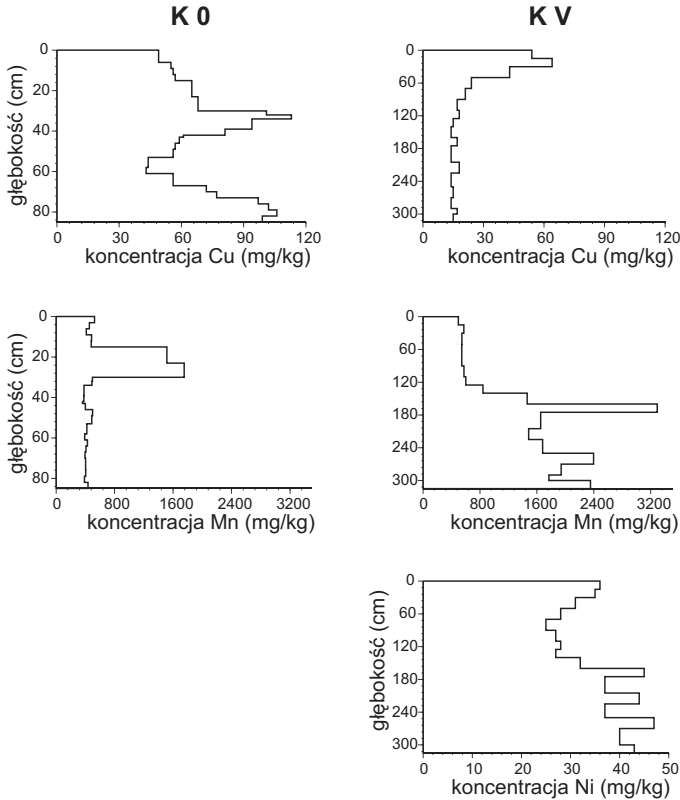 K 0
K V
0
20
40
60
80
głębokość (cm)
0 30 60 90 120
koncentracja Cu (mg/kg)
0
60
120
180
240
300
0 30 60 90 120
koncentracja Cu (mg/kg)
0
20
40
60
80
głębokość (cm)
0 800 1600 2400 3200
koncentracja Mn (mg/kg)
0
60
120
180
240
300
głębokość (cm)
0 800 1600 2400 3200
koncentracja Mn (mg/kg)
0
60
120
180
240
300
głębokość (cm)
0 10 20 30 40 50
koncentracja Ni (mg/kg)